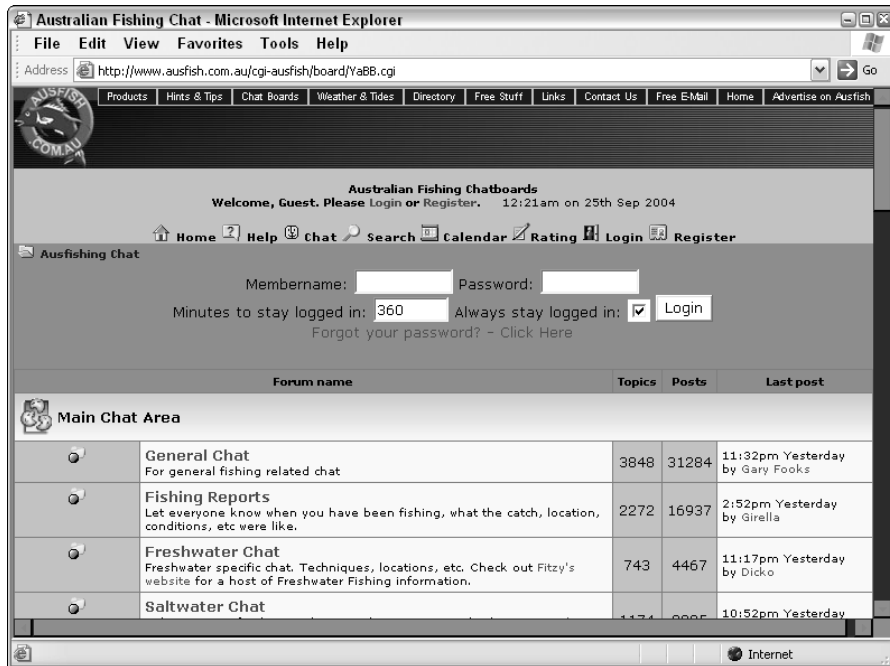 Australian Fishing Chat - Microsoft Internet Explorer
File Edit View Favorites Tools Help
Address http://www.ausfish.com.au/cgi-ausfish/board/YaBB.cgi Go
AUSFISH .COM.AU
Products Hints & Tips Chat Boards Weather & Tides Directory Free Stuff Links Contact Us Free E-Mail Home Advertise on Ausfish
Australian Fishing Chatboards
Welcome, Guest. Please Login or Register. 12:21am on 25th Sep 2004
Home Help Chat Search Calendar Rating Login Register
Ausfishing Chat
Membername: Password:
Minutes to stay logged in: 360 Always stay logged in: Login
Forgot your password? - Click Here
Forum name Topics Posts Last post
Main Chat Area
General Chat
For general fishing related chat
3848 31284 11:32pm Yesterday
by Gary Fooks
Fishing Reports
Let everyone know when you have been fishing, what the catch, location,
conditions, etc were like.
2272 16937 2:52pm Yesterday
by Girella
Freshwater Chat
Freshwater specific chat. Techniques, locations, etc. Check out Fitzy's
website for a host of Freshwater Fishing information.
743 4467 11:17pm Yesterday
by Dicko
Saltwater Chat
10:52pm Yesterday
Internet